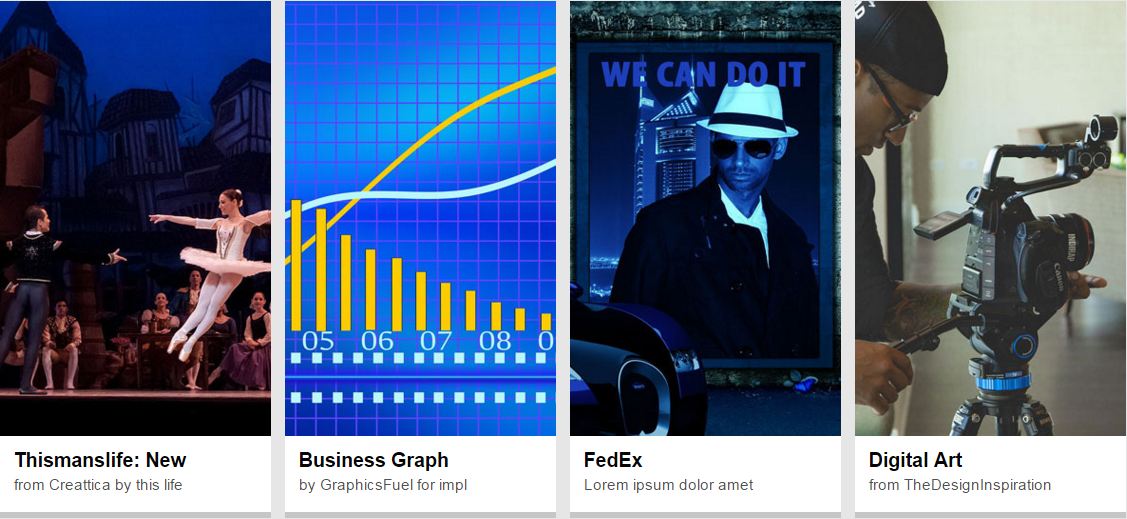 WE CAN DO IT
05 06 07 08 0
Canon
Thismanslife: New
from Creattica by this life
Business Graph
by GraphicsFuel for impl
FedEx
Lorem ipsum dolor amet
Digital Art
from TheDesignInspiration